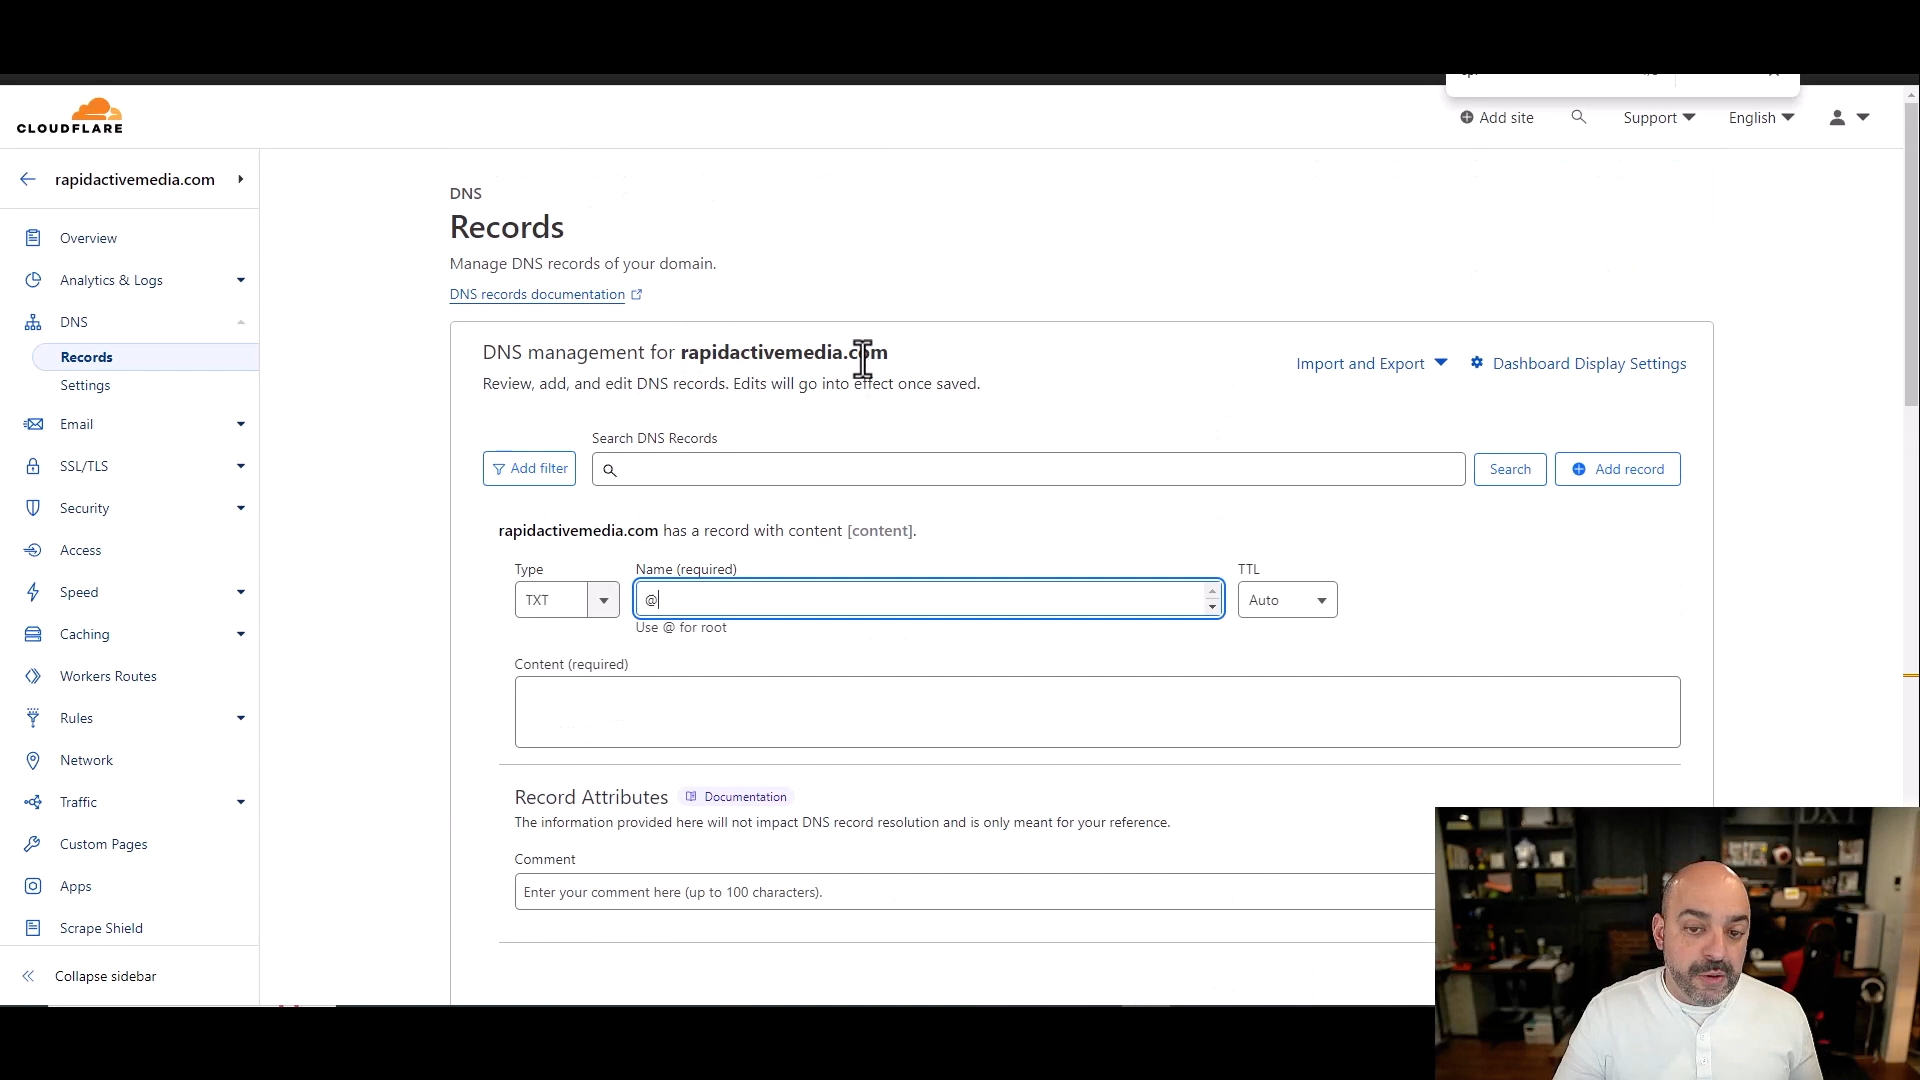 CLOUDFLARE
Add site
Support
English
rapidactivemedia.com
Overview
Analytics & Logs
DNS
Records
Settings
Email
SSL/TLS
Security
Access
Speed
Caching
Workers Routes
Rules
Network
Traffic
Custom Pages
Apps
Scrape Shield
Collapse sidebar
DNS
Records
Manage DNS records of your domain.
DNS records documentation
DNS management for rapidactivemedia.com
Review, add, and edit DNS records. Edits will go into effect once saved.
Import and Export
Dashboard Display Settings
Search DNS Records
Add filter
Search
Add record
rapidactivemedia.com has a record with content [content].
Type
Name (required)
TTL
TXT
@
Auto
Use @ for root
Content (required)
Record Attributes
Documentation
The information provided here will not impact DNS record resolution and is only meant for your reference.
Comment
Enter your comment here (up to 100 characters).